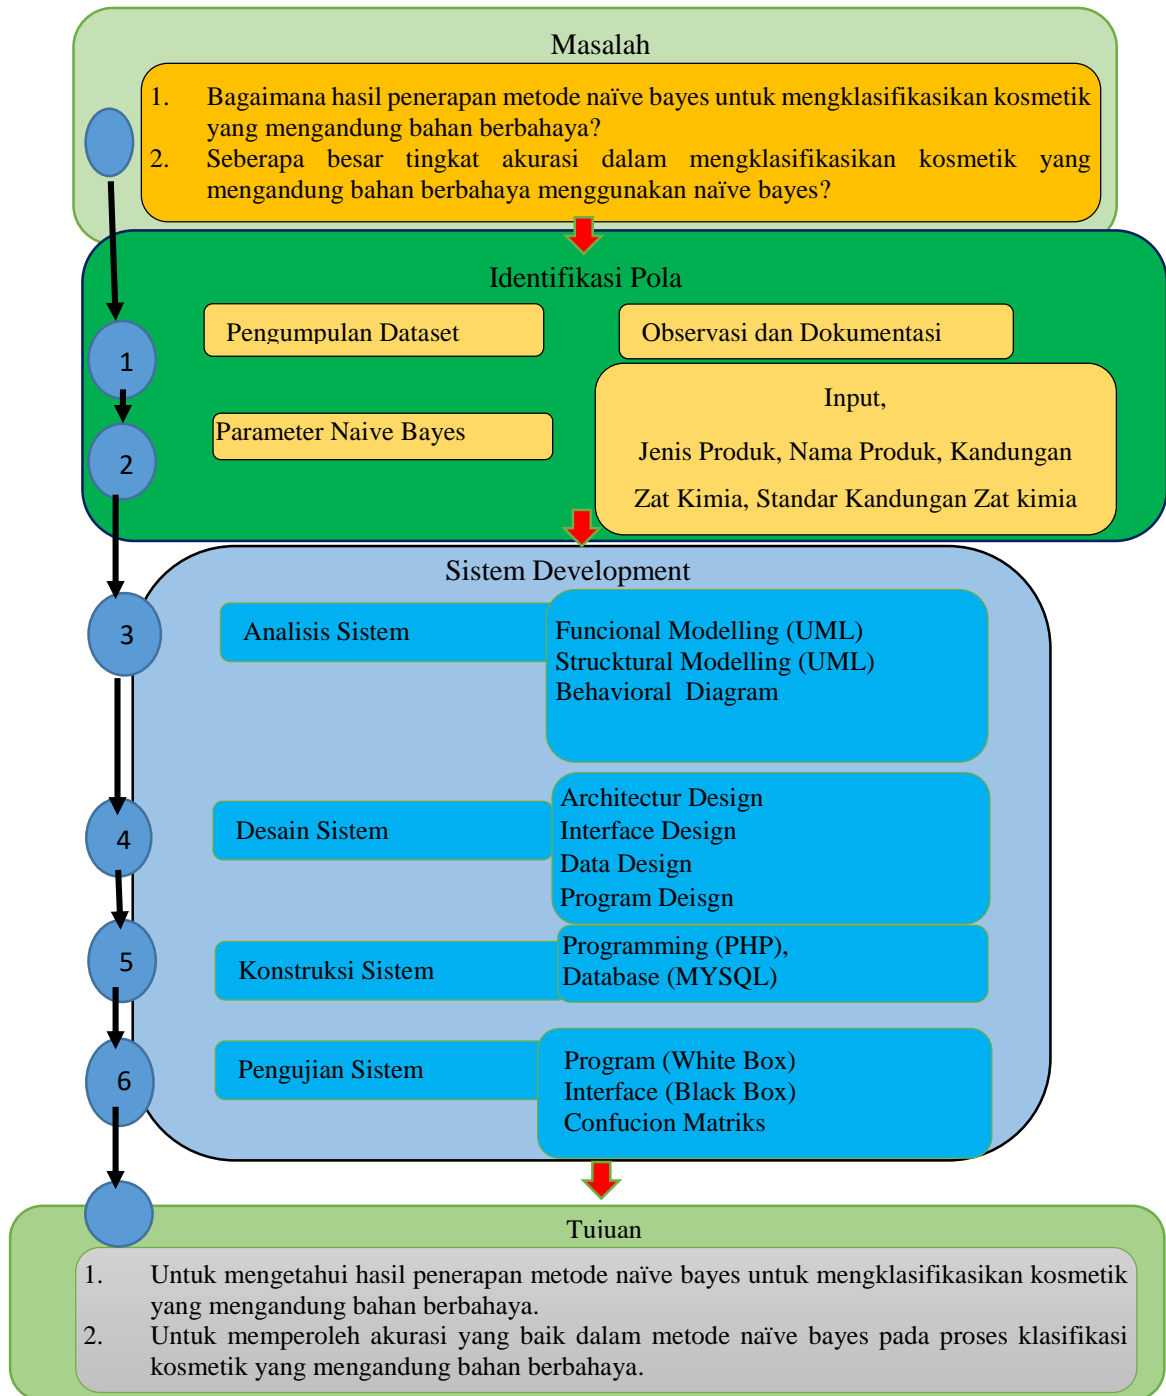 Masalah
1. Bagaimana hasil penerapan metode naïve bayes untuk mengklasifikasikan kosmetik
yang mengandung bahan berbahaya?
2. Seberapa besar tingkat akurasi dalam mengklasifikasikan kosmetik yang
mengandung bahan berbahaya menggunakan naïve bayes?
Identifikasi Pola
1
Pengumpulan Dataset
Observasi dan Dokumentasi
2
Parameter Naive Bayes
Input,
Jenis Produk, Nama Produk, Kandungan
Zat Kimia, Standar Kandungan Zat kimia
Sistem Development
3
Analisis Sistem
Funcional Modelling (UML)
Strucktural Modelling (UML)
Behavioral Diagram
4
Desain Sistem
Architectur Design
Interface Design
Data Design
Program Deisgn
5
Konstruksi Sistem
Programming (PHP),
Database (MYSQL)
6
Pengujian Sistem
Program (White Box)
Interface (Black Box)
Confucion Matriks
Tujuan
1. Untuk mengetahui hasil penerapan metode naïve bayes untuk mengklasifikasikan kosmetik
yang mengandung bahan berbahaya.
2. Untuk memperoleh akurasi yang baik dalam metode naïve bayes pada proses klasifikasi
kosmetik yang mengandung bahan berbahaya.